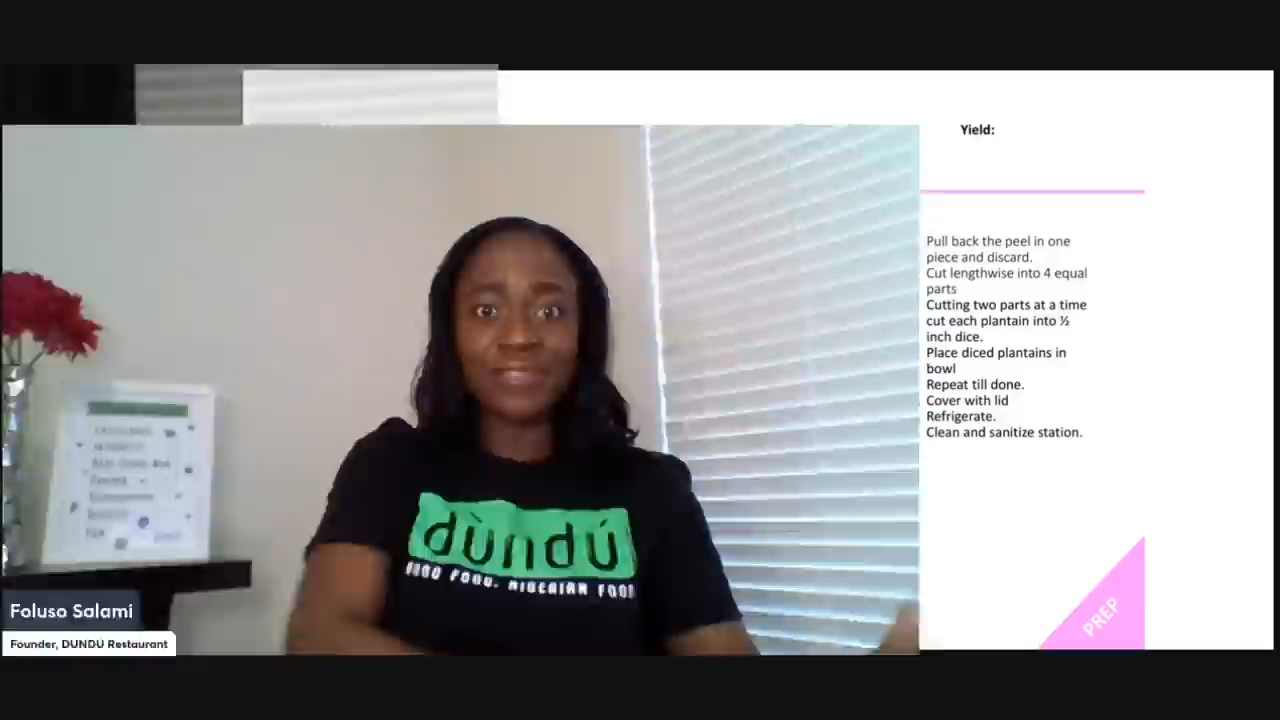 Yield:
Pull back the peel in one
piece and discard.
Cut lengthwise into 4 equal
parts
Cutting two parts at a time
cut each plantain into ½
inch dice.
Place diced plantains in
bowl
Repeat till done.
Cover with lid
Refrigerate.
Clean and sanitize station.
PREP
dùndú
GOOD FOOD. NIGERIAN FOOD
Foluso Salami
Founder, DUNDU Restaurant